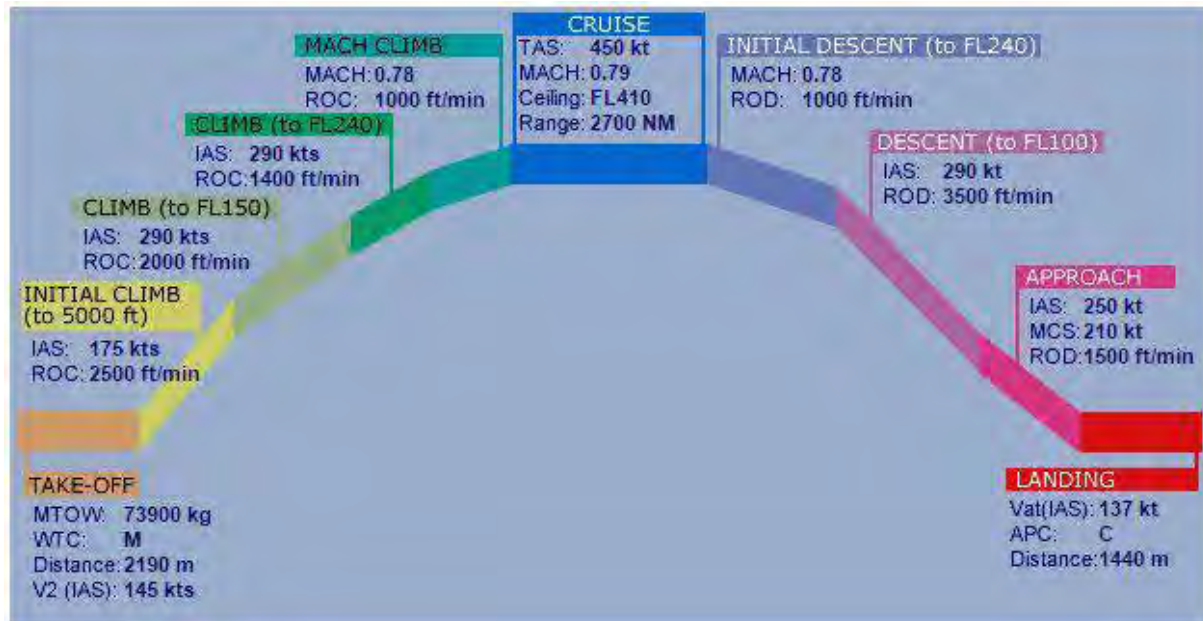 CRUISE
TAS: 450 kt
MACH: 0.79
Ceiling: FL410
Range: 2700 NM
MACH CLIMB
MACH: 0.78
ROC: 1000 ft/min
INITIAL DESCENT (to FL240)
MACH: 0.78
ROD: 1000 ft/min
CLIMB (to FL240)
IAS: 290 kts
ROC: 1400 ft/min
DESCENT (to FL100)
IAS: 290 kt
ROD: 3500 ft/min
CLIMB (to FL150)
IAS: 290 kts
ROC: 2000 ft/min
INITIAL CLIMB
(to 5000 ft)
IAS: 175 kts
ROC: 2500 ft/min
APPROACH
IAS: 250 kt
MCS: 210 kt
ROD: 1500 ft/min
TAKE-OFF
MTOW: 73900 kg
WTC: M
Distance: 2190 m
V2 (IAS): 145 kts
LANDING
Vat(IAS): 137 kt
APC: C
Distance: 1440 m